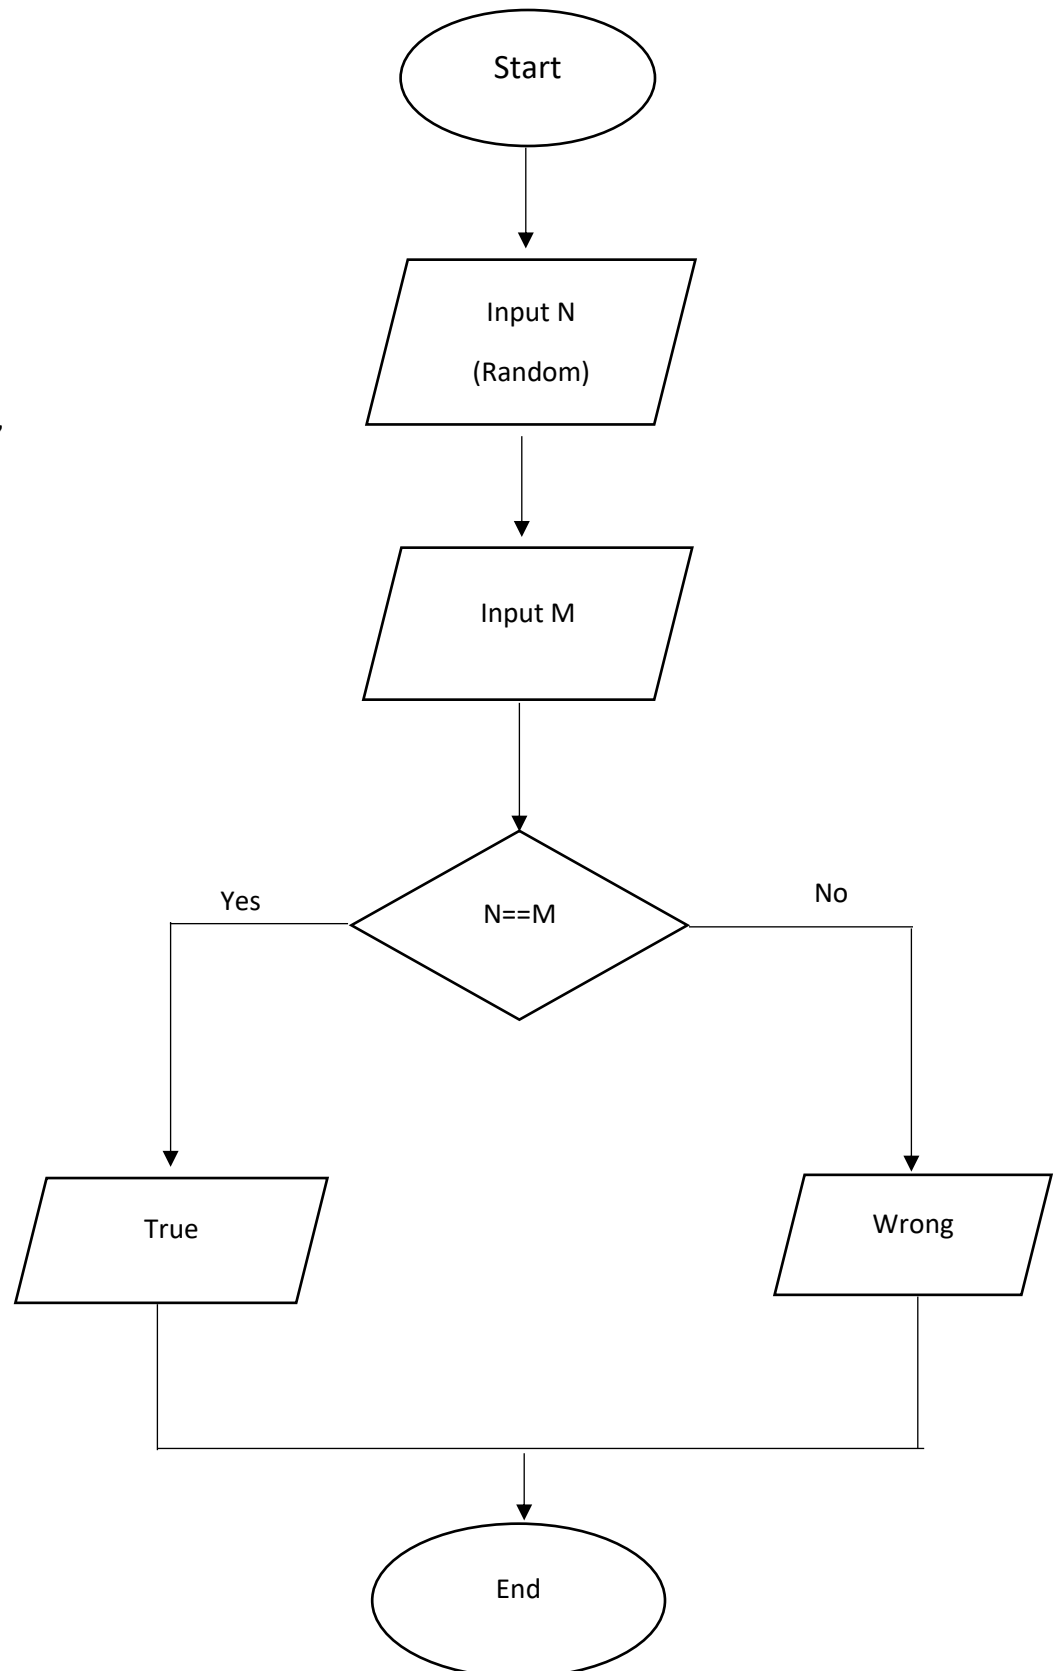 Start
Input N
(Random)
,
Input M
N==M
Yes
No
True
Wrong
End